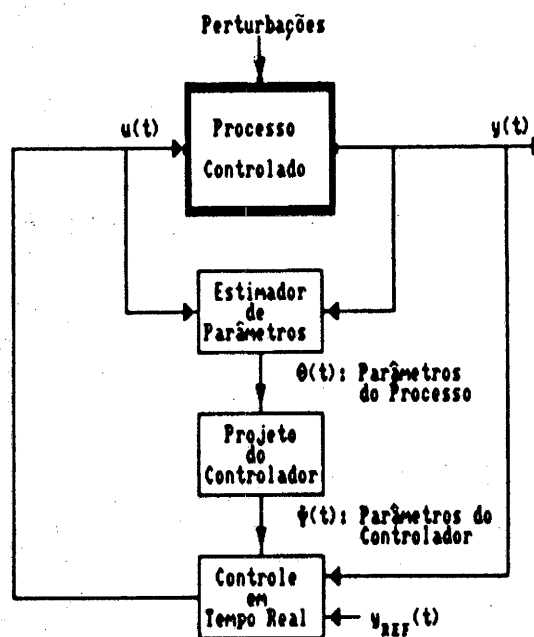 Perturbações
u(t)
Processo
Controlado
y(t)
Estimador
de
Parâmetros
θ(t): Parâmetros
do Processo
Projeto
do
Controlador
ψ(t): Parâmetros do
Controlador
Controle
em
Tempo Real
y_REF(t)